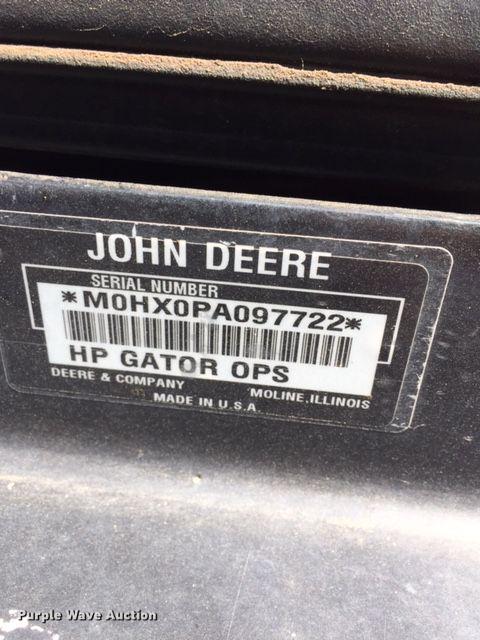 JOHN DEERE
SERIAL NUMBER
*M0HX0PA097722*
HP GATOR OPS
DEERE & COMPANY MOLINE, ILLINOIS
MADE IN U.S.A.
Purple Wave Auction